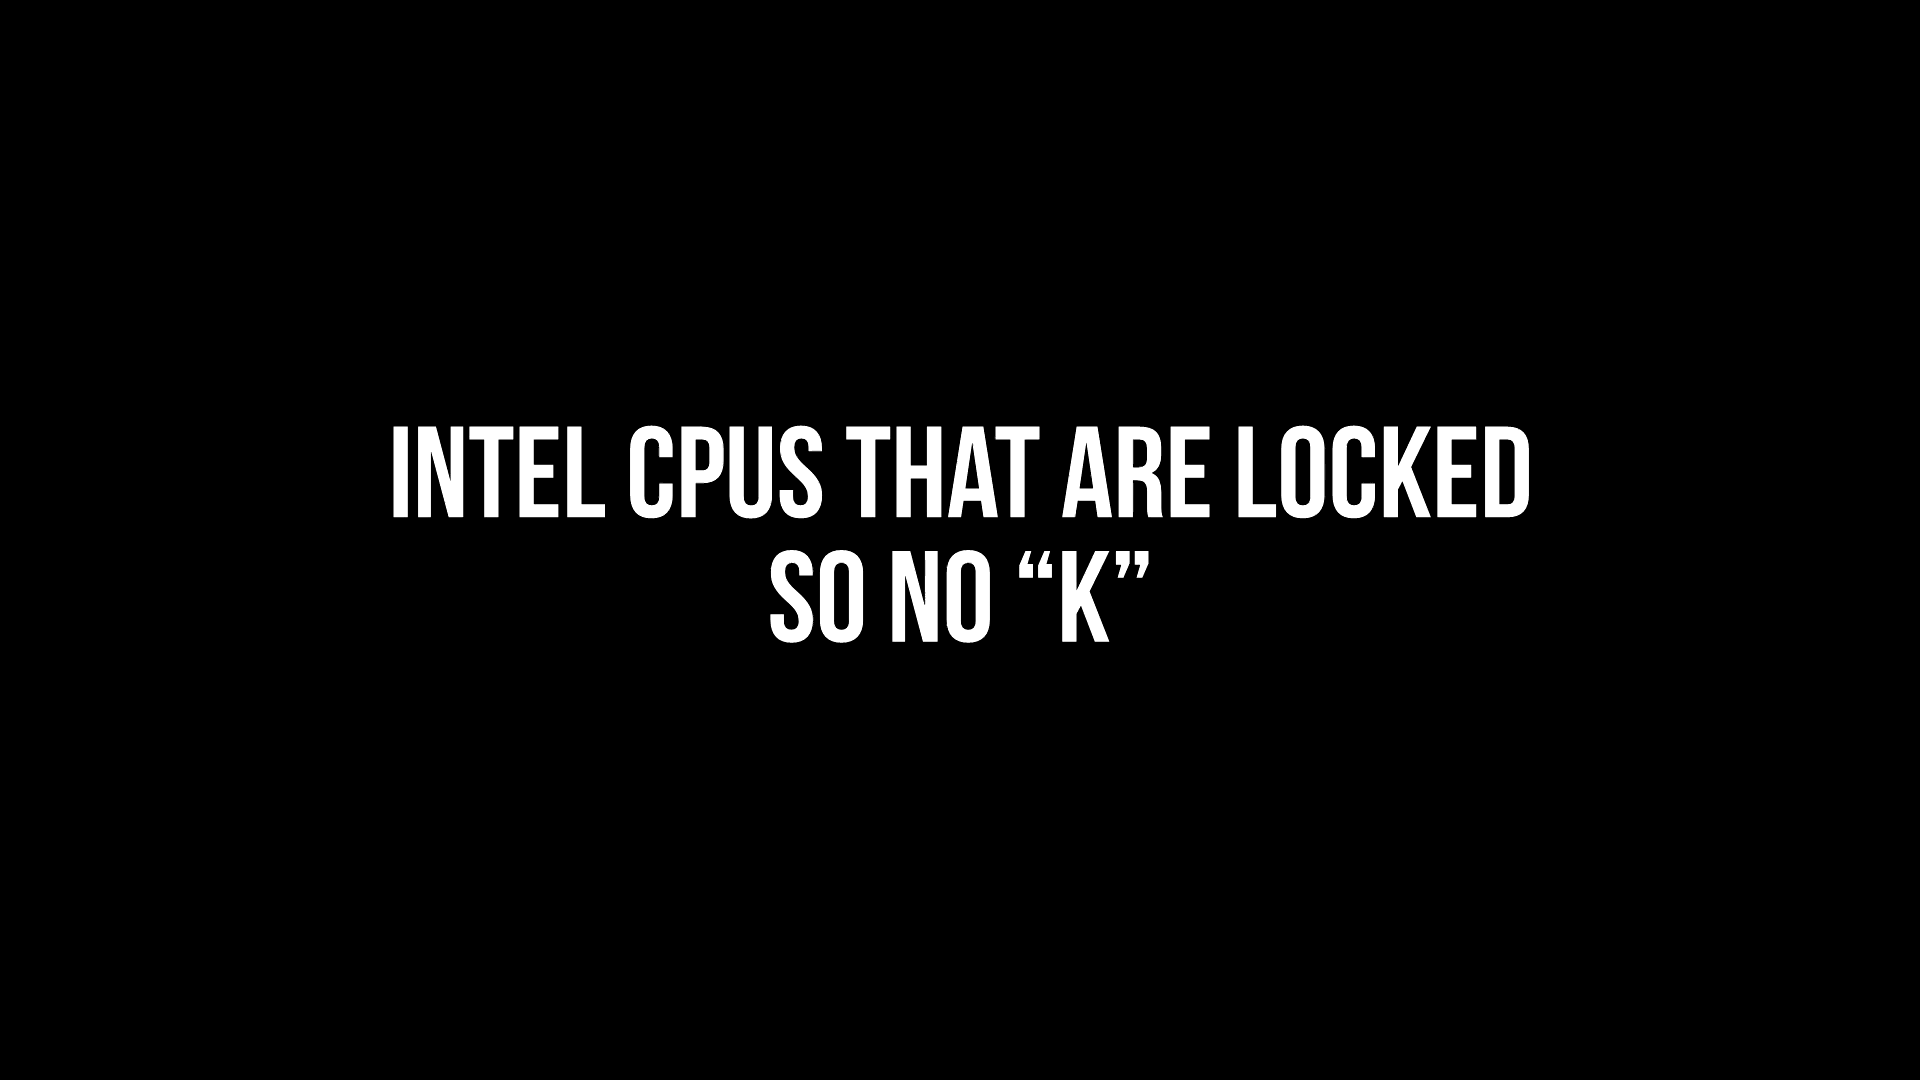 INTEL CPUS THAT ARE LOCKED
SO NO “K”